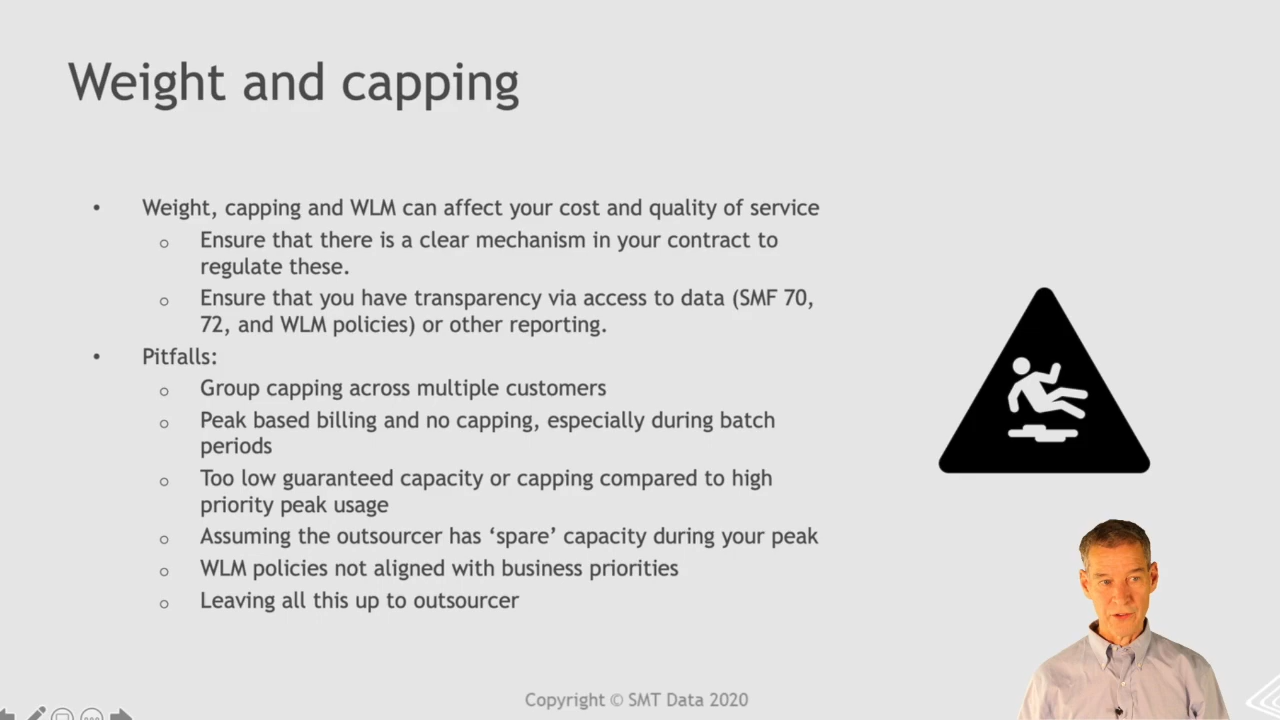 Weight and capping
• Weight, capping and WLM can affect your cost and quality of service
o Ensure that there is a clear mechanism in your contract to
regulate these.
o Ensure that you have transparency via access to data (SMF 70,
72, and WLM policies) or other reporting.
• Pitfalls:
o Group capping across multiple customers
o Peak based billing and no capping, especially during batch
periods
o Too low guaranteed capacity or capping compared to high
priority peak usage
o Assuming the outsourcer has ‘spare’ capacity during your peak
o WLM policies not aligned with business priorities
o Leaving all this up to outsourcer
Copyright © SMT Data 2020